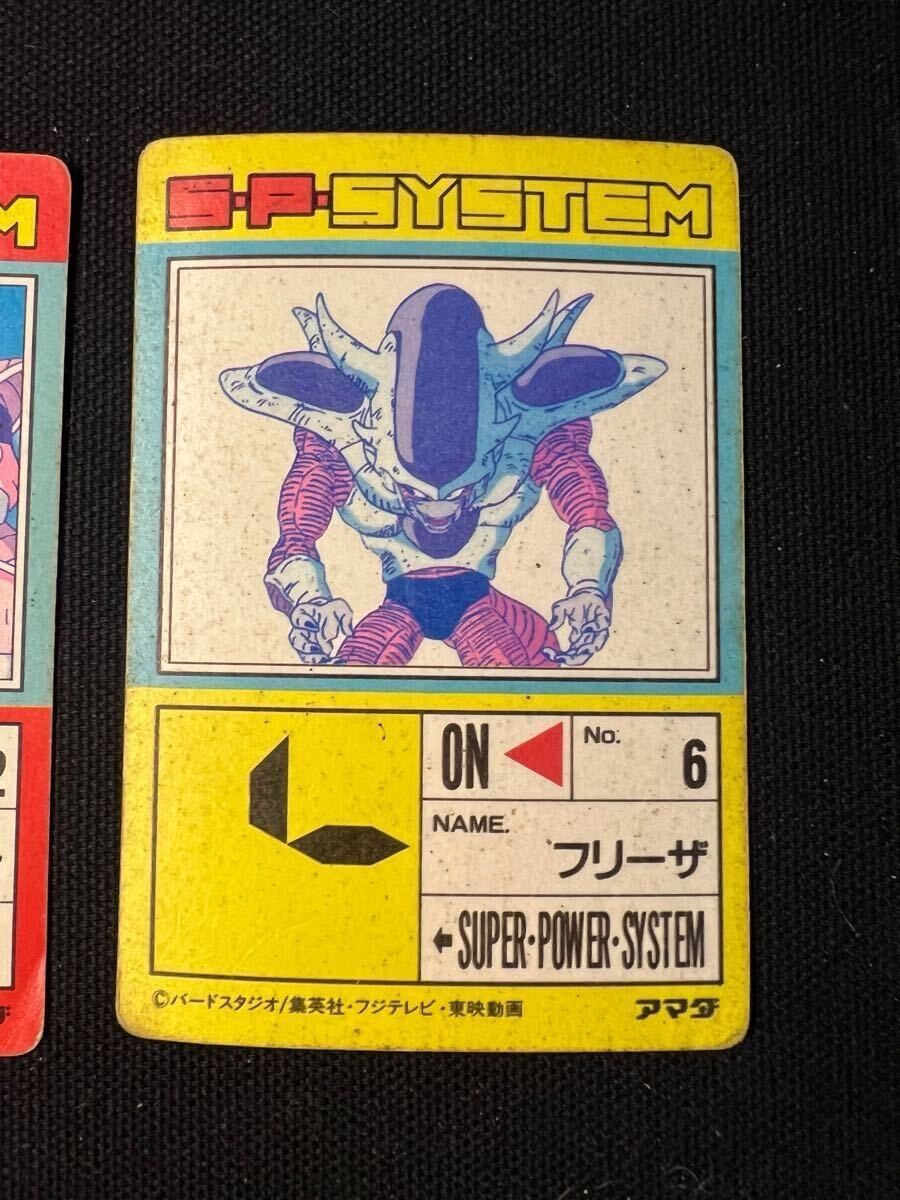 S·P·SYSTEM
ON
No.
6
NAME.
フリーザ
SUPER·POWER·SYSTEM
©バードスタジオ/集英社・フジテレビ・東映動画
アマダ
M
2